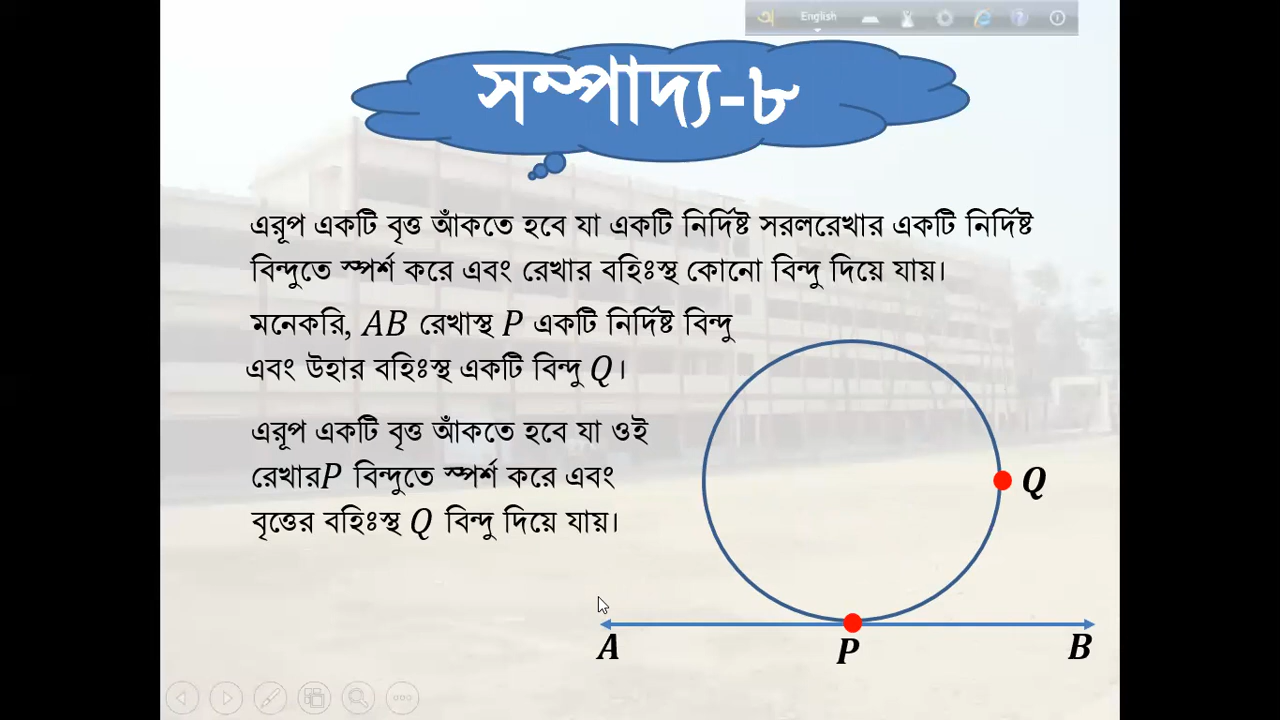 English
সম্পাদ্য-৮
এরূপ একটি বৃত্ত আঁকতে হবে যা একটি নির্দিষ্ট সরলরেখার একটি নির্দিষ্ট
বিন্দুতে স্পর্শ করে এবং রেখার বহিঃস্থ কোনো বিন্দু দিয়ে যায়।
মনেকরি, AB রেখাস্থ P একটি নির্দিষ্ট বিন্দু
এবং উহার বহিঃস্থ একটি বিন্দু Q।
এরূপ একটি বৃত্ত আঁকতে হবে যা ওই
রেখারP বিন্দুতে স্পর্শ করে এবং
বৃত্তের বহিঃস্থ Q বিন্দু দিয়ে যায়।
Q
A P B